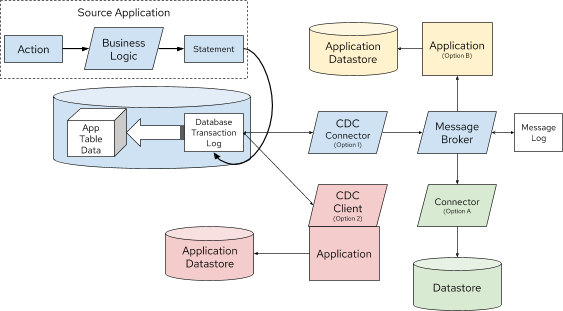 Source Application
Action
Business
Logic
Statement
App
Table
Data
Database
Transaction
Log
CDC
Connector
(Option I)
Message
Broker
Message
Log
Application
Datastore
Application
(Option B)
CDC
Client
(Option 2)
Application
Application
Datastore
Connector
(Option A
Datastore